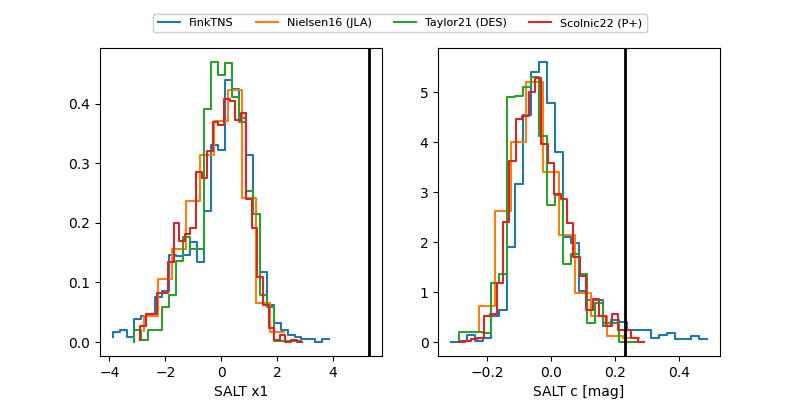 FinkTNS Nielsen16 (JLA) Taylor21 (DES) Scolnic22 (P+)
0.4
0.3
0.2
0.1
0.0
−4 −2 0 2 4
SALT x1
5
4
3
2
1
0
−0.2 0.0 0.2 0.4
SALT c [mag]